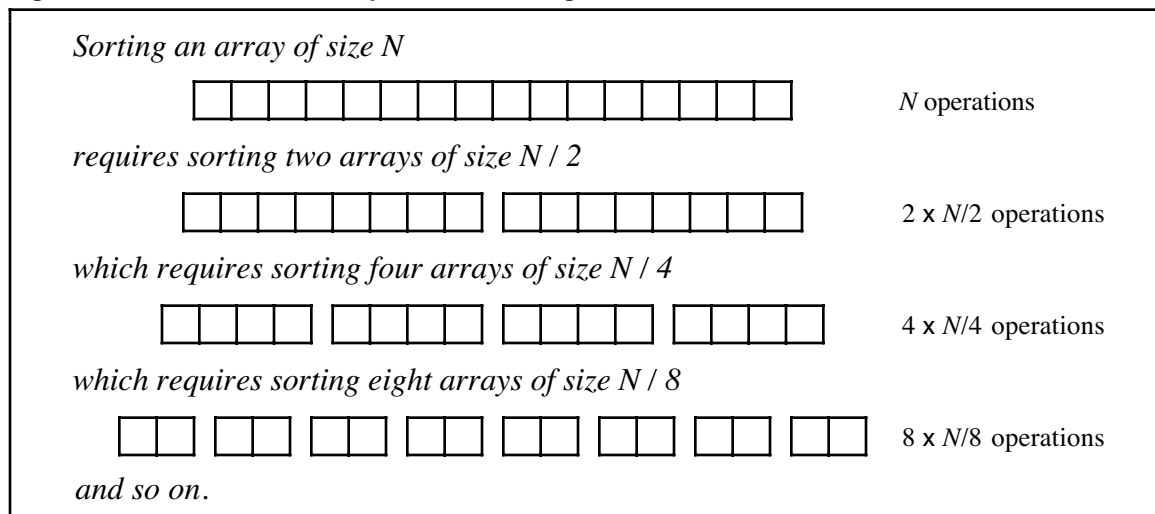 Sorting an array of size N
N operations
requires sorting two arrays of size N / 2
2 x N/2 operations
which requires sorting four arrays of size N / 4
4 x N/4 operations
which requires sorting eight arrays of size N / 8
8 x N/8 operations
and so on.